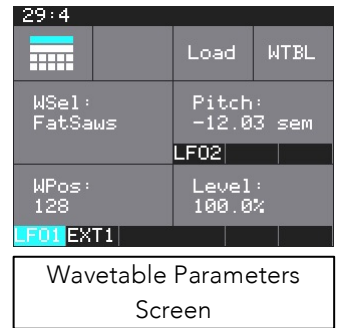 29:4
Load WTBL
WSel: Pitch:
FatSaws -12.03 sem
LFO2
WPos: Level:
128 100.0%
LFO1 EXT1
Wavetable Parameters
Screen